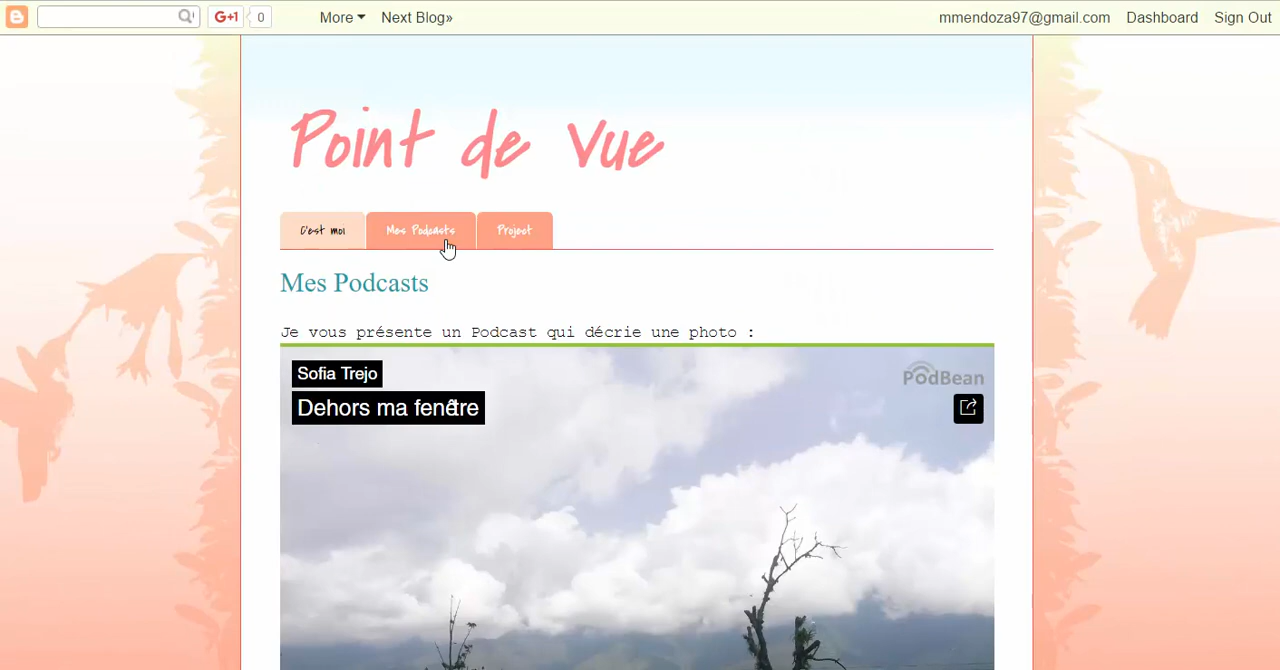 G+1 0 More Next Blog» mmendoza97@gmail.com Dashboard Sign Out
Point de Vue
C'est moi Mes Podcasts Project
Mes Podcasts
Je vous présente un Podcast qui décrie une photo :
Sofia Trejo PodBean
Dehors ma fenêtre